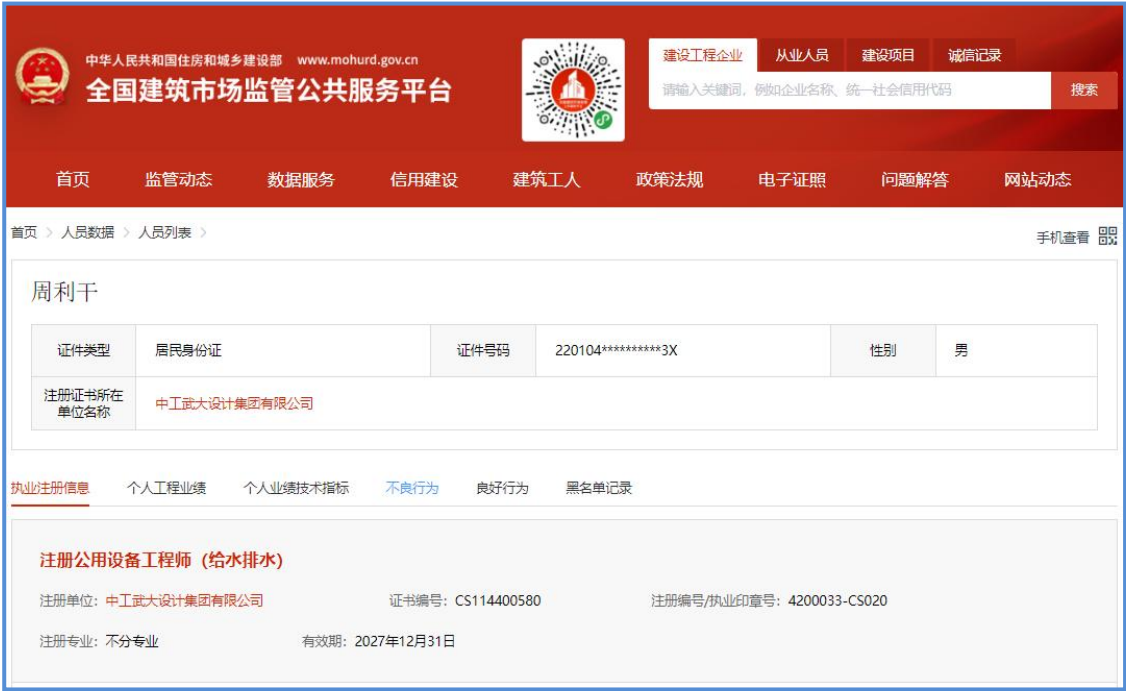 中华人民共和国住房和城乡建设部 www.mohurd.gov.cn
全国建筑市场监管公共服务平台
建设工程企业 从业人员 建设项目 诚信记录
请输入关键词，例如企业名称、统一社会信用代码 搜索
首页 监管动态 数据服务 信用建设 建筑工人 政策法规 电子证照 问题解答 网站动态
首页 > 人员数据 > 人员列表 >
手机查看
周利干
证件类型 居民身份证 证件号码 220104**********3X 性别 男
注册证书所在
单位名称
中工武大设计集团有限公司
执业注册信息 个人工程业绩 个人业绩技术指标 不良行为 良好行为 黑名单记录
注册公用设备工程师（给水排水）
注册单位：中工武大设计集团有限公司 证书编号：CS114400580 注册编号/执业印章号：4200033-CS020
注册专业：不分专业 有效期：2027年12月31日